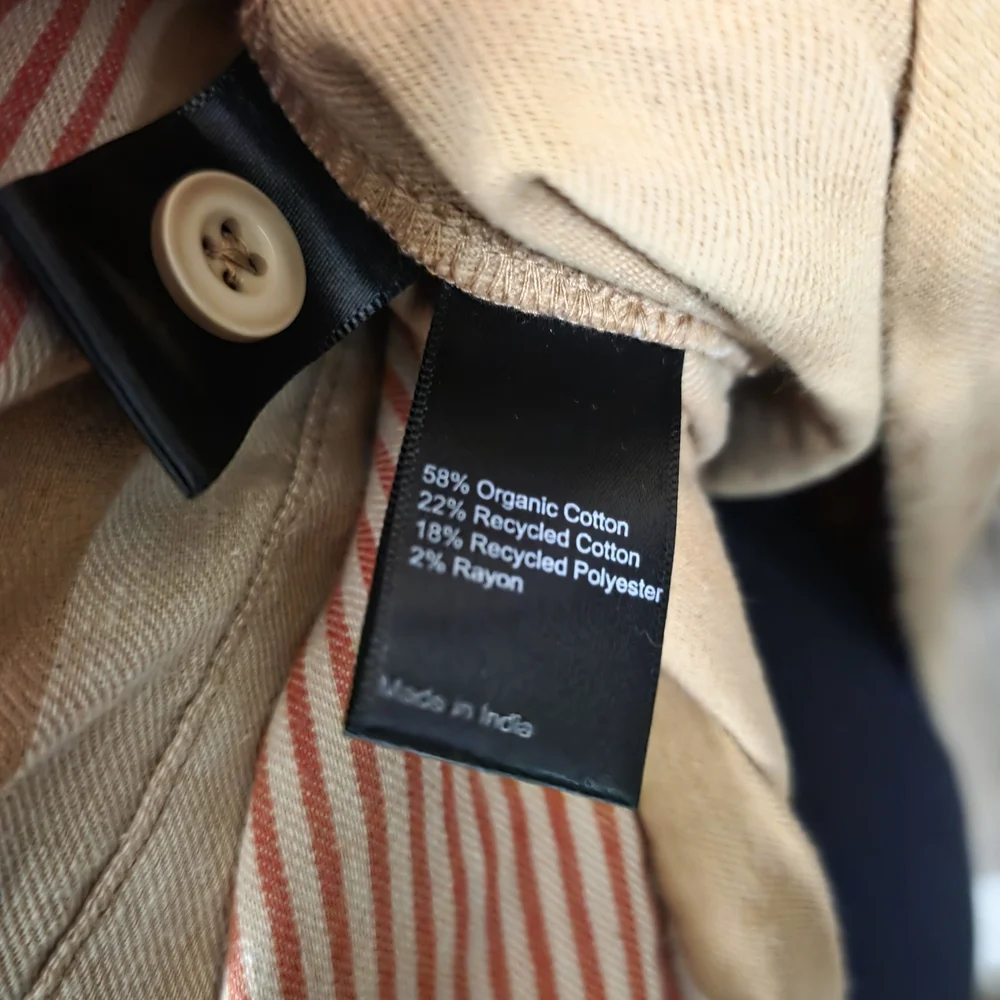 58% Organic Cotton
22% Recycled Cotton
18% Recycled Polyester
2% Rayon
Made in India